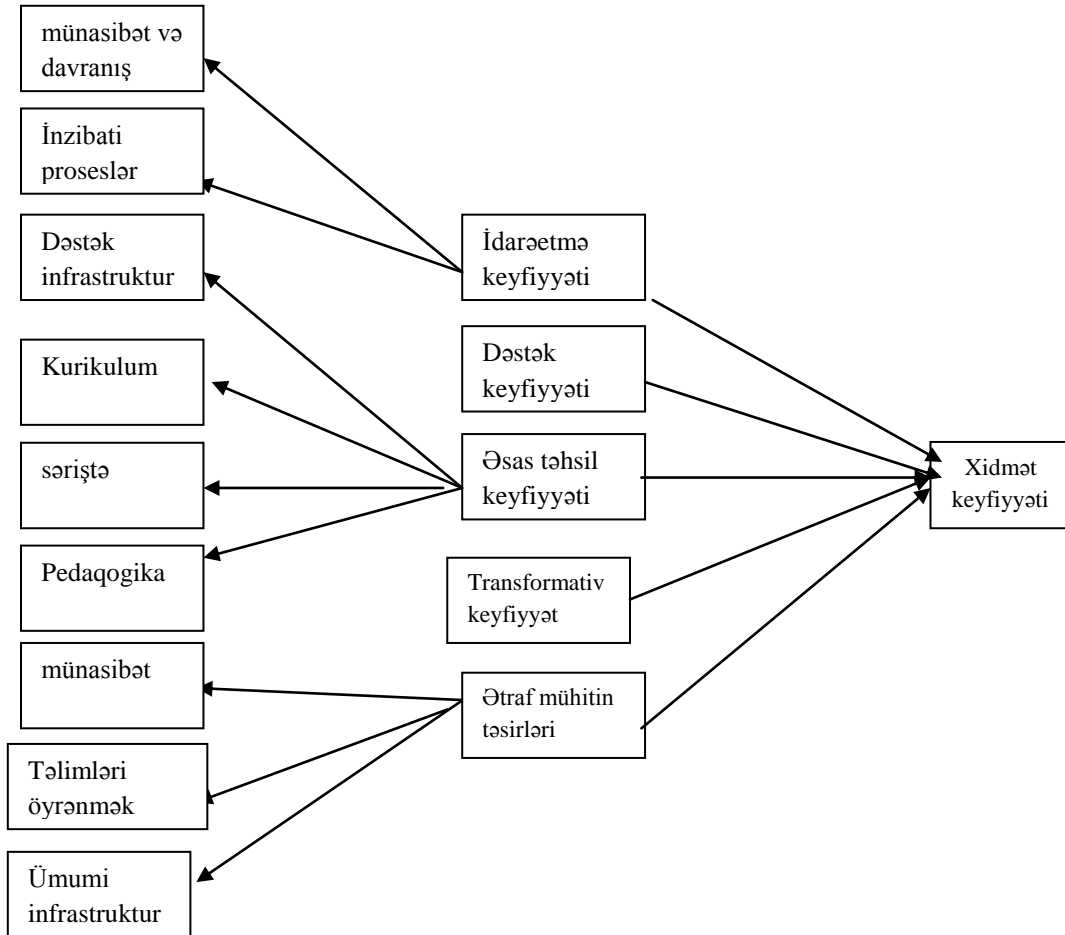 münasibət və
davranış
İnzibati
proseslər
Dəstək
infrastruktur
Kurikulum
səriştə
Pedaqogika
münasibət
Təlimləri
öyrənmək
Ümumi
infrastruktur
İdarəetmə
keyfiyyəti
Dəstək
keyfiyyəti
Əsas təhsil
keyfiyyəti
Transformativ
keyfiyyət
Ətraf mühitin
təsirləri
Xidmət
keyfiyyəti